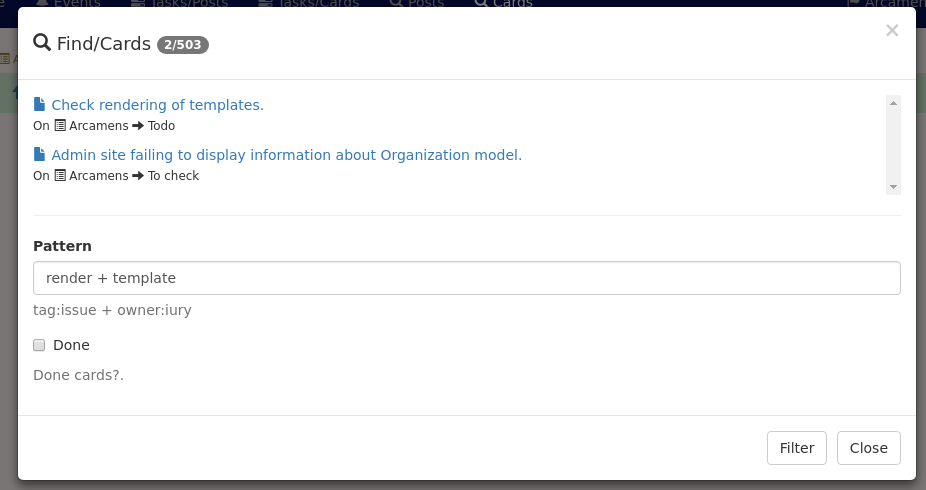 Events Tasks/Posts Tasks/Cards Posts Cards
Find/Cards 2/503
×
Check rendering of templates.
On Arcamens → Todo
Admin site failing to display information about Organization model.
On Arcamens → To check
Pattern
render + template
tag:issue + owner:iury
Done
Done cards?.
Filter Close